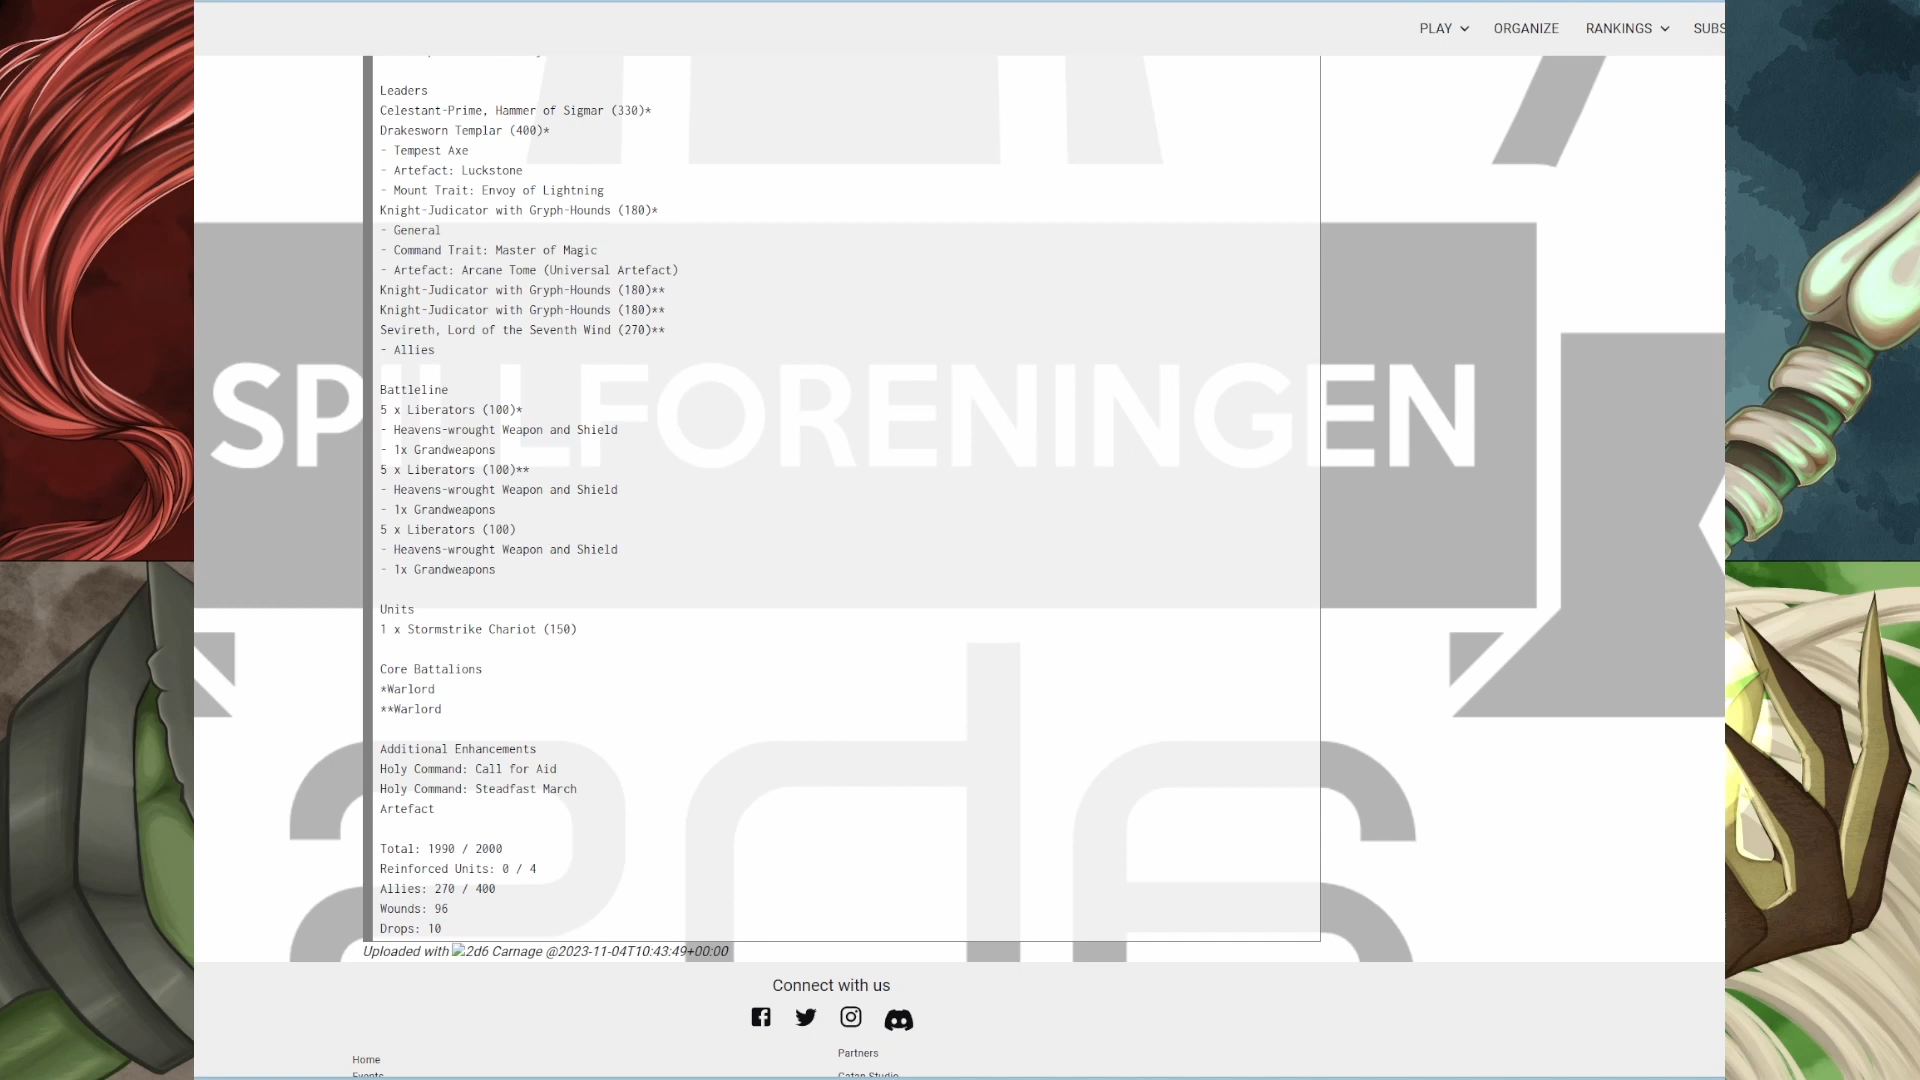 PLAY ORGANIZE RANKINGS SUBS
Leaders
Celestant-Prime, Hammer of Sigmar (330)*
Drakesworn Templar (400)*
- Tempest Axe
- Artefact: Luckstone
- Mount Trait: Envoy of Lightning
Knight-Judicator with Gryph-Hounds (180)*
- General
- Command Trait: Master of Magic
- Artefact: Arcane Tome (Universal Artefact)
Knight-Judicator with Gryph-Hounds (180)**
Knight-Judicator with Gryph-Hounds (180)**
Sevireth, Lord of the Seventh Wind (270)**
- Allies
SPILLFORENINGEN
Battleline
5 x Liberators (100)*
- Heavens-wrought Weapon and Shield
- 1x Grandweapons
5 x Liberators (100)**
- Heavens-wrought Weapon and Shield
- 1x Grandweapons
5 x Liberators (100)
- Heavens-wrought Weapon and Shield
- 1x Grandweapons
Units
1 x Stormstrike Chariot (150)
Core Battalions
*Warlord
**Warlord
Additional Enhancements
Holy Command: Call for Aid
Holy Command: Steadfast March
Artefact
Total: 1990 / 2000
Reinforced Units: 0 / 4
Allies: 270 / 400
Wounds: 96
Drops: 10
Uploaded with 2d6 Carnage @2023-11-04T10:43:49+00:00
Connect with us
Home
Partners
Events
Catan Studio